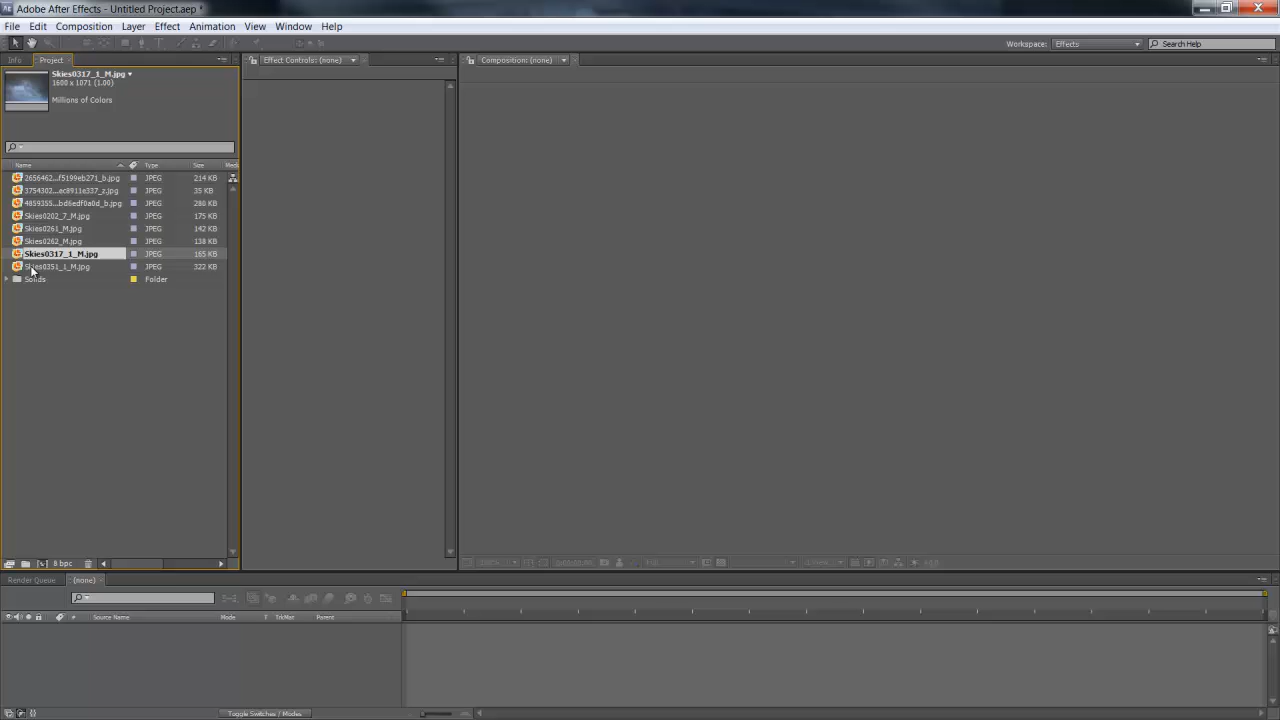 Adobe After Effects - Untitled Project.aep *
File Edit Composition Layer Effect Animation View Window Help
Workspace: Effects Search Help
Info Project Effect Controls: (none) Composition: (none)
Skies0317_1_M.jpg
1600 x 1071 (1.00)
Millions of Colors
Name Type Size Media
2656462...f5199eb271_b.jpg JPEG 214 KB
3754302...ec8911e337_z.jpg JPEG 35 KB
4859355...bd6edf0a0d_b.jpg JPEG 288 KB
Skies0202_7_M.jpg JPEG 175 KB
Skies0261_M.jpg JPEG 142 KB
Skies0262_M.jpg JPEG 138 KB
Skies0317_1_M.jpg JPEG 165 KB
Skies0351_1_M.jpg JPEG 322 KB
Solids Folder
8 bpc
Render Queue (none)
# Source Name Mode T TrkMat Parent
Toggle Switches / Modes